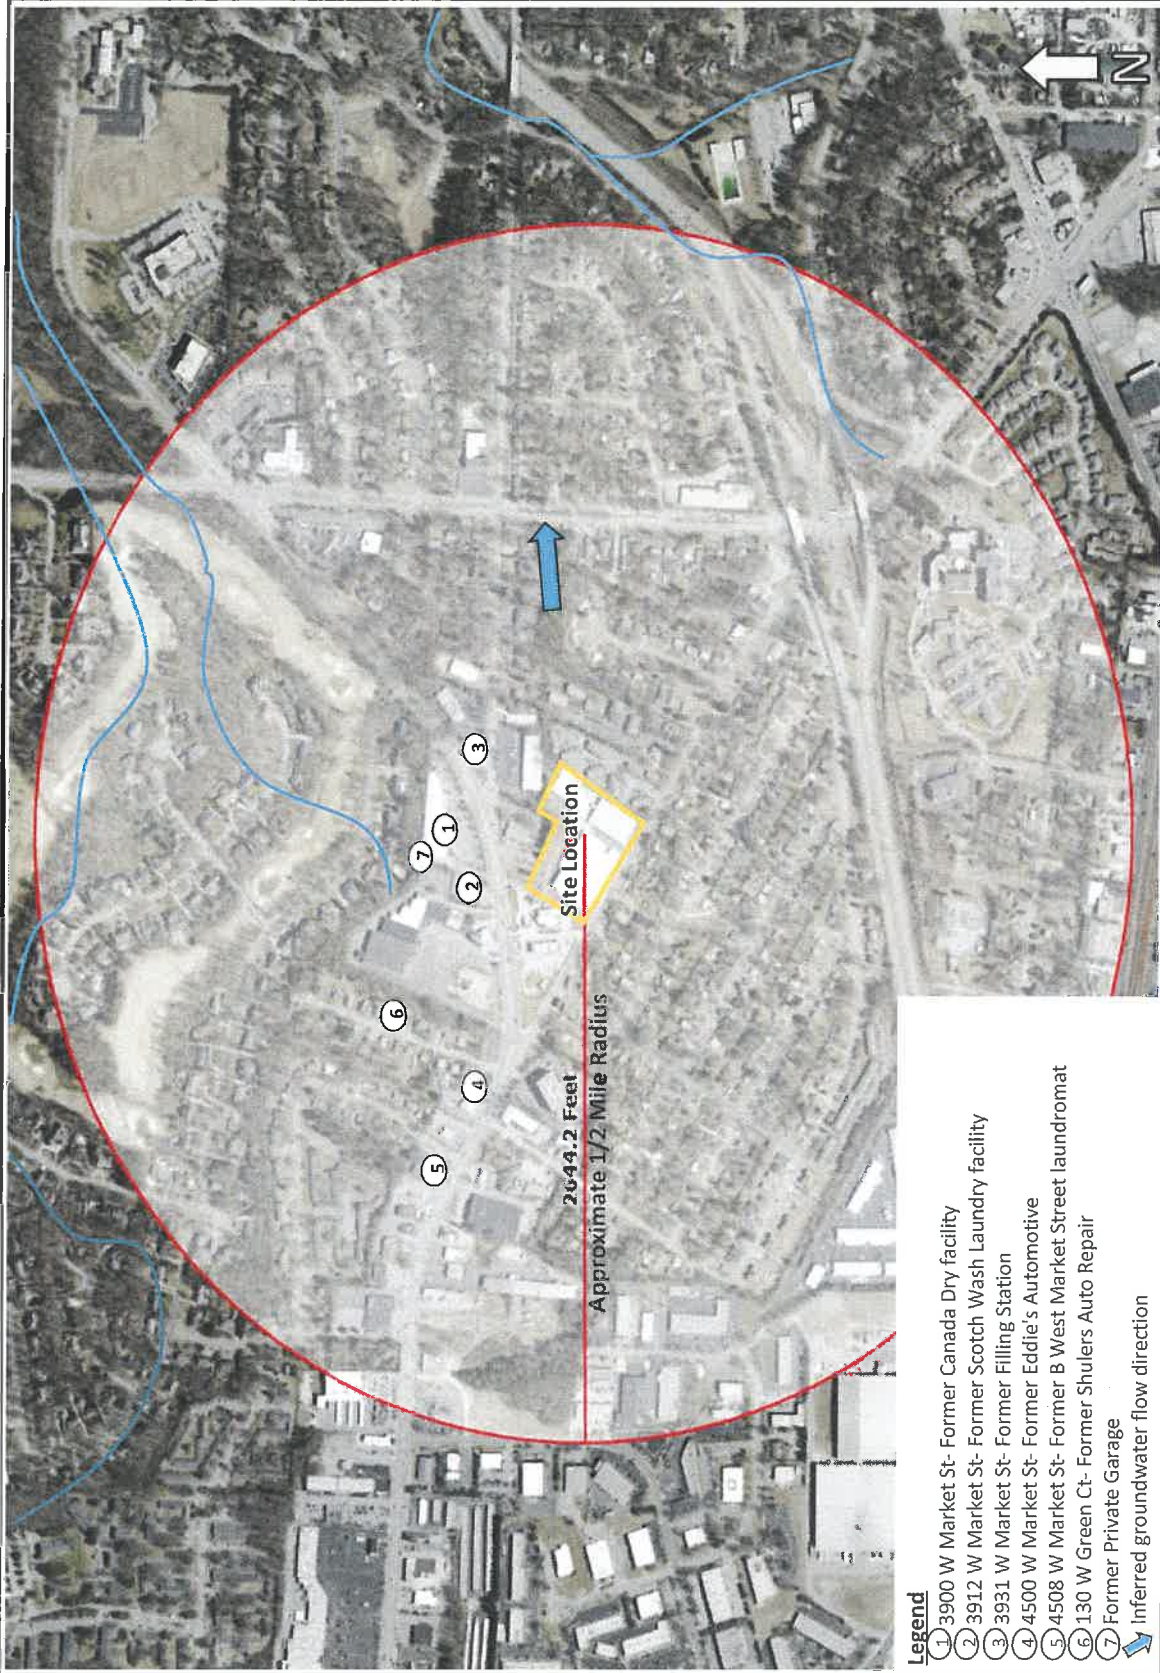 N
7
1
3
2
6
4
5
Site Location
2644.2 Feet
Approximate 1/2 Mile Radius
Legend
1 3900 W Market St- Former Canada Dry facility
2 3912 W Market St- Former Scotch Wash Laundry facility
3 3931 W Market St- Former Filling Station
4 4500 W Market St- Former Eddie's Automotive
5 4508 W Market St- Former B West Market Street laundromat
6 130 W Green Ct- Former Shulers Auto Repair
7 Former Private Garage
Inferred groundwater flow direction